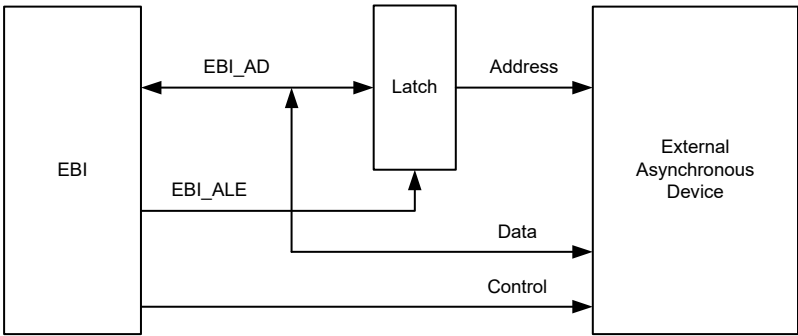 EBI_AD
Latch
Address
EBI
External
Asynchronous
Device
EBI_ALE
Data
Control